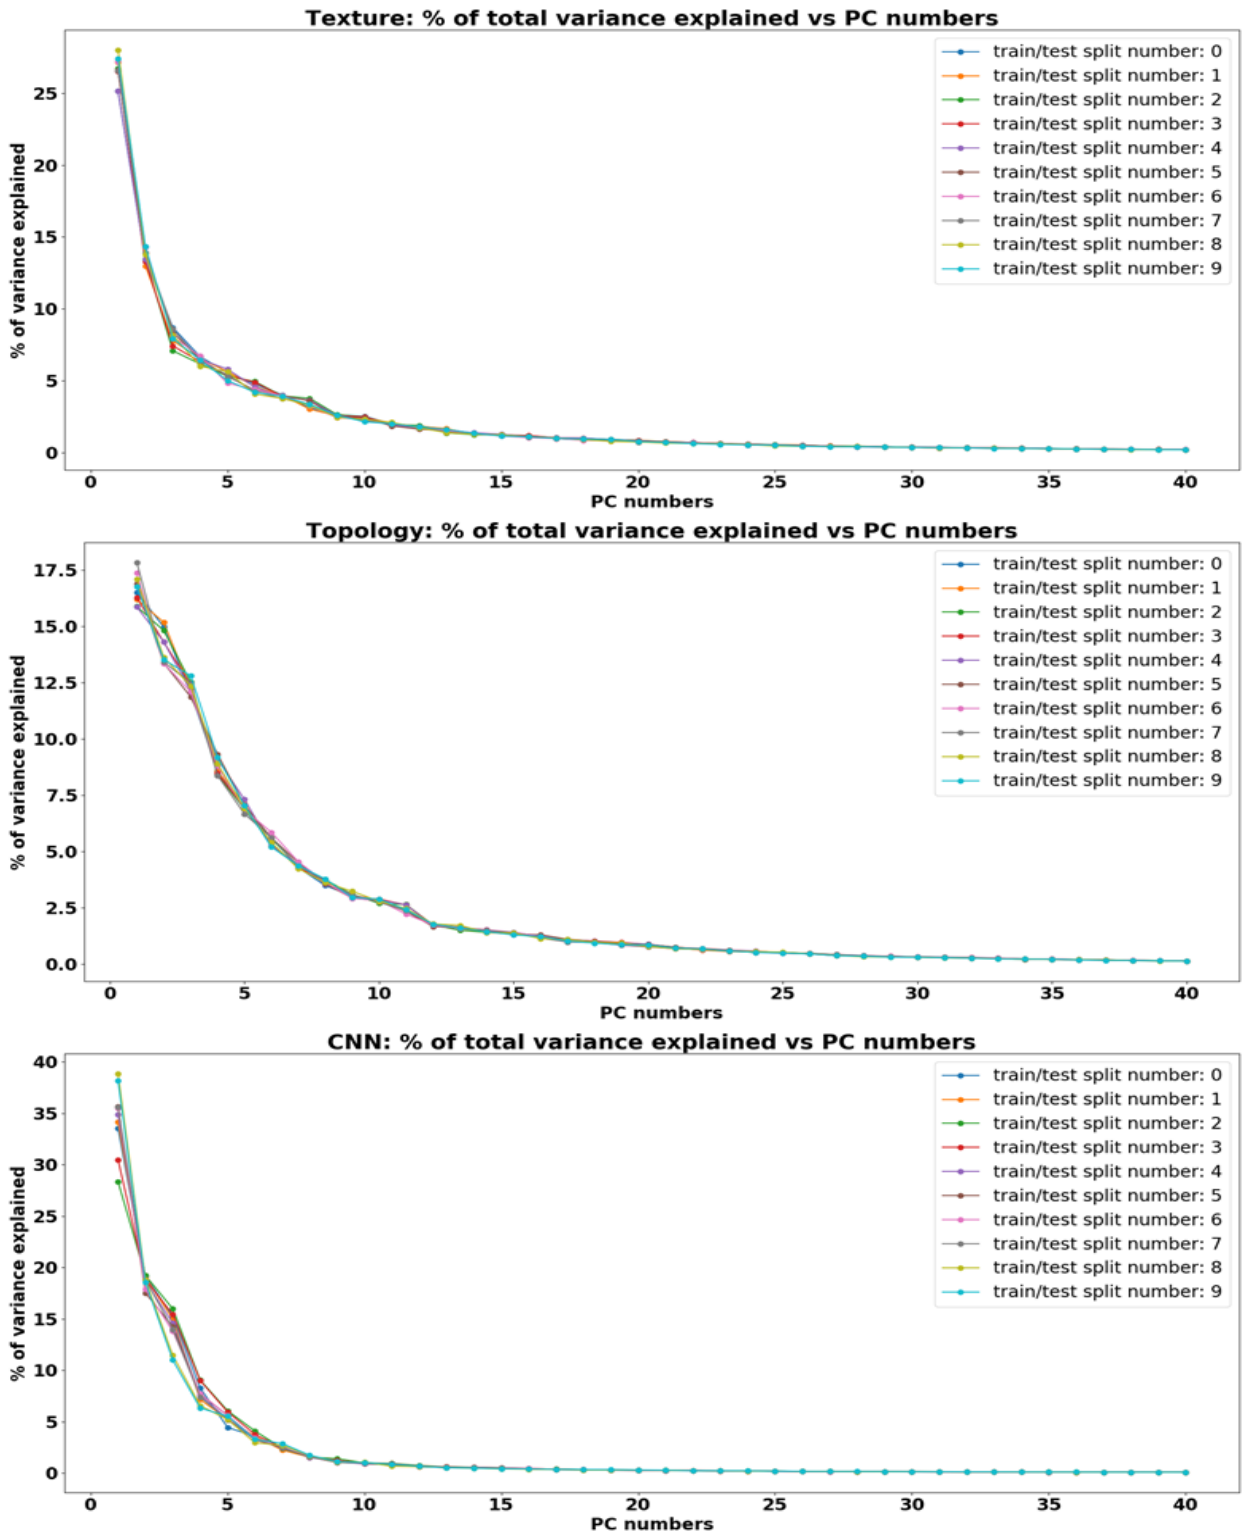 Texture: % of total variance explained vs PC numbers
% of variance explained
25
20
15
10
5
0
train/test split number: 0
train/test split number: 1
train/test split number: 2
train/test split number: 3
train/test split number: 4
train/test split number: 5
train/test split number: 6
train/test split number: 7
train/test split number: 8
train/test split number: 9
0 5 10 15 20 25 30 35 40
PC numbers
Topology: % of total variance explained vs PC numbers
% of variance explained
17.5
15.0
12.5
10.0
7.5
5.0
2.5
0.0
train/test split number: 0
train/test split number: 1
train/test split number: 2
train/test split number: 3
train/test split number: 4
train/test split number: 5
train/test split number: 6
train/test split number: 7
train/test split number: 8
train/test split number: 9
0 5 10 15 20 25 30 35 40
PC numbers
CNN: % of total variance explained vs PC numbers
% of variance explained
40
35
30
25
20
15
10
5
0
train/test split number: 0
train/test split number: 1
train/test split number: 2
train/test split number: 3
train/test split number: 4
train/test split number: 5
train/test split number: 6
train/test split number: 7
train/test split number: 8
train/test split number: 9
0 5 10 15 20 25 30 35 40
PC numbers